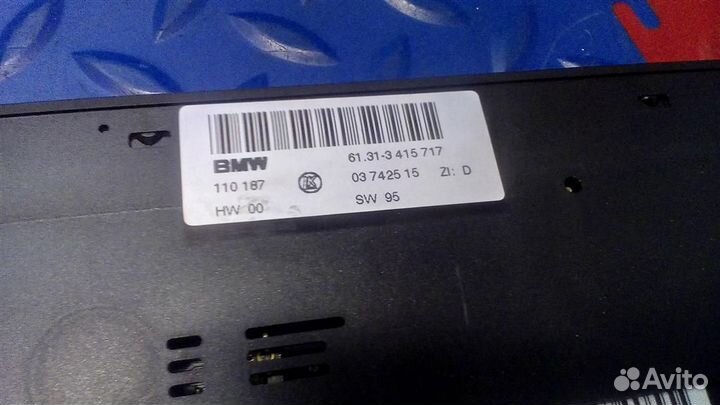 BMW 61.31-3 415 717
110 187 K 03 7425 15 ZI: D
HW 00 SW 95
Avito